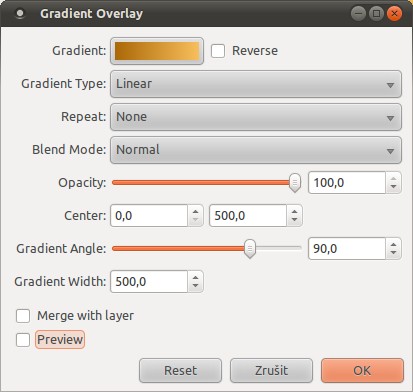 Gradient Overlay
Gradient: Reverse
Gradient Type: Linear
Repeat: None
Blend Mode: Normal
Opacity: 100,0
Center: 0,0 500,0
Gradient Angle: 90,0
Gradient Width: 500,0
Merge with layer
Preview
Reset Zrušit OK